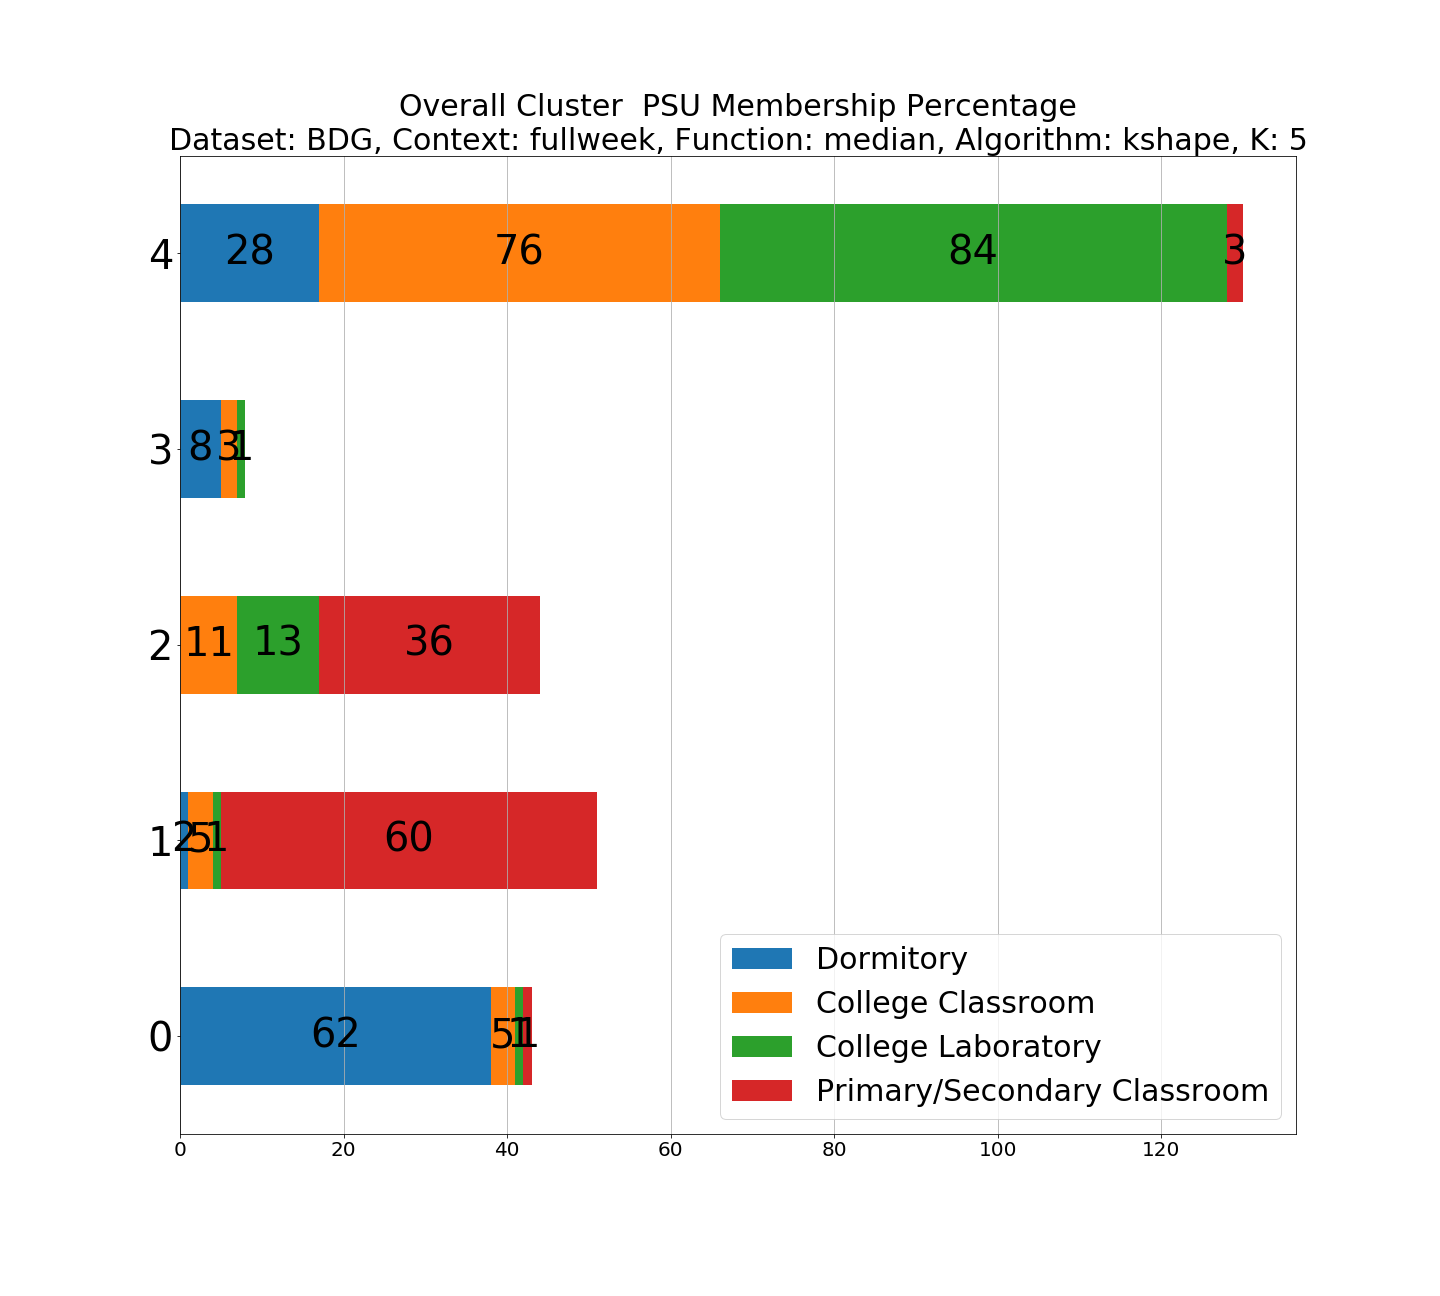 Overall Cluster  PSU Membership Percentage
Dataset: BDG, Context: fullweek, Function: median, Algorithm: kshape, K: 5
4 28 76 84 3
3 8 3 1
2 11 13 36
1 2 5 1 60
0 62 5 1 1
Dormitory
College Classroom
College Laboratory
Primary/Secondary Classroom
0 20 40 60 80 100 120